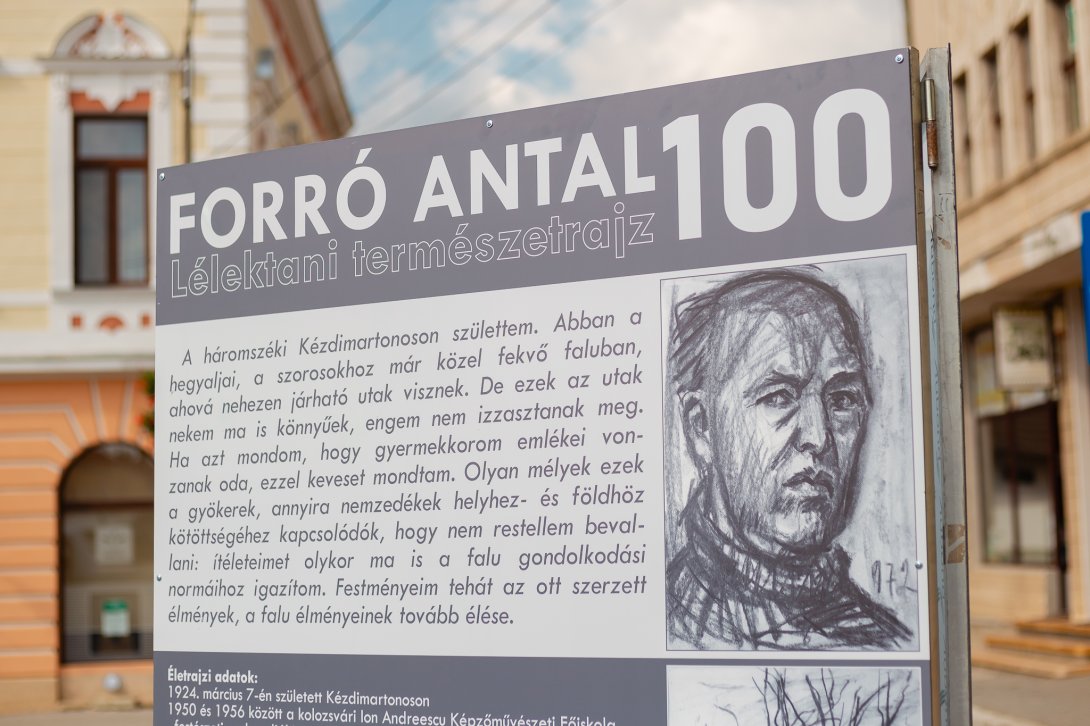 FORRÓ ANTAL 100
Lélektani természetrajz
A háromszéki Kézdimartonoson születtem. Abban a
hegyaljai, a szorosokhoz már közel fekvő faluban,
ahová nehezen járható utak visznek. De ezek az utak
nekem ma is könnyűek, engem nem izzasztanak meg.
Ha azt mondom, hogy gyermekkorom emlékei von-
zanak oda, ezzel keveset mondtam. Olyan mélyek ezek
a gyökerek, annyira nemzedékek helyhez- és földhöz
kötöttségéhez kapcsolódók, hogy nem restellem beval-
lani: ítéleteimet olykor ma is a falu gondolkodási
normáihoz igazítom. Festményeim tehát az ott szerzett
élmények, a falu élményeinek tovább élése.
972
Életrajzi adatok:
1924. március 7-én született Kézdimartonoson
1950 és 1956 között a kolozsvári Ion Andreescu Képzőművészeti Főiskola